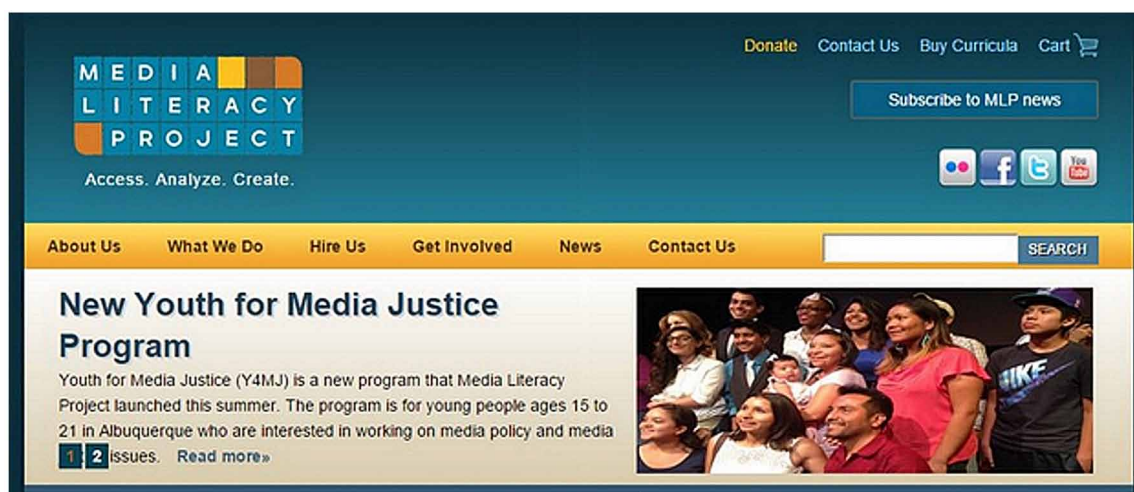 Donate Contact Us Buy Curricula Cart
MEDIA
LITERACY
PROJECT
Access. Analyze. Create.
Subscribe to MLP news
You
Tube
About Us What We Do Hire Us Get Involved News Contact Us SEARCH
New Youth for Media Justice
Program
Youth for Media Justice (Y4MJ) is a new program that Media Literacy
Project launched this summer. The program is for young people ages 15 to
21 in Albuquerque who are interested in working on media policy and media
1 2 issues. Read more»
NIKE